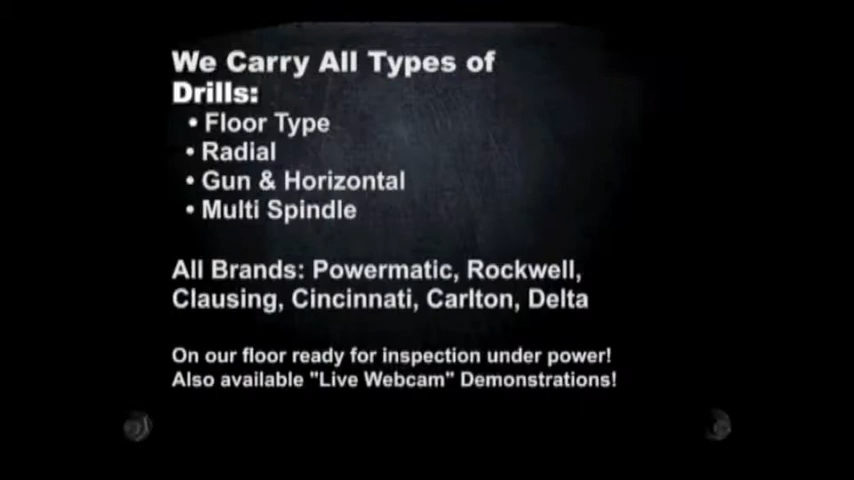 We Carry All Types of
Drills:
• Floor Type
• Radial
• Gun & Horizontal
• Multi Spindle
All Brands: Powermatic, Rockwell,
Clausing, Cincinnati, Carlton, Delta
On our floor ready for inspection under power!
Also available "Live Webcam" Demonstrations!